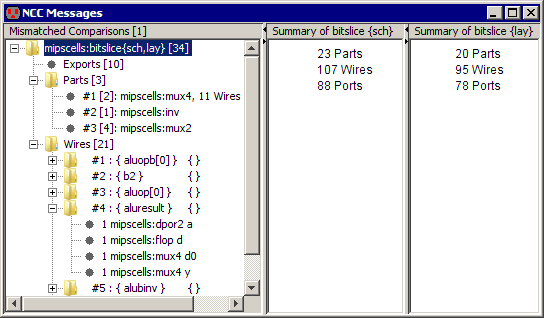 NCC Messages
Mismatched Comparisons [1]
mipscells:bitslice{sch,lay} [34]
Exports [10]
Parts [3]
#1 [2]: mipscells:mux4, 11 Wires
#2 [1]: mipscells:inv
#3 [4]: mipscells:mux2
Wires [21]
#1 : { aluopb[0] } { }
#2 : { b2 } { }
#3 : { aluop[0] } { }
#4 : { aluresult } { }
1 mipscells:dpor2 a
1 mipscells:flop d
1 mipscells:mux4 d0
1 mipscells:mux4 y
#5 : { alubinv } { }
Summary of bitslice {sch}
23 Parts
107 Wires
88 Ports
Summary of bitslice {lay}
20 Parts
95 Wires
78 Ports